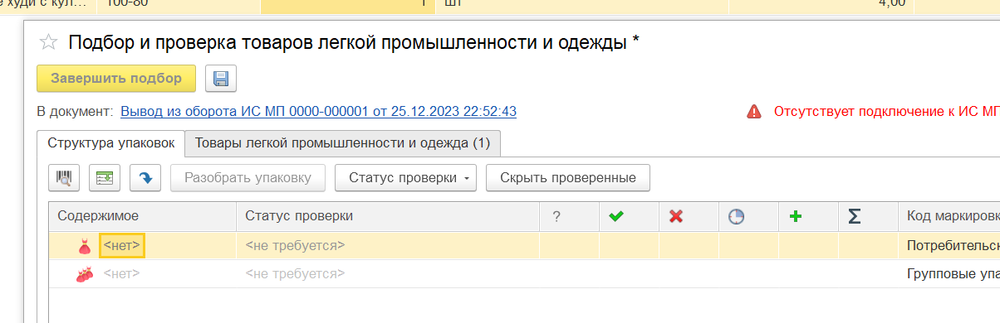 худи с кул... 100-80 1 шт 4,00
Подбор и проверка товаров легкой промышленности и одежды *
Завершить подбор
В документ: Вывод из оборота ИС МП 0000-000001 от 25.12.2023 22:52:43 Отсутствует подключение к ИС МП
Структура упаковок Товары легкой промышленности и одежда (1)
Разобрать упаковку Статус проверки Скрыть проверенные
Содержимое Статус проверки ? Σ Код маркировк
<нет> <не требуется> Потребительск
<нет> <не требуется> Групповые упа